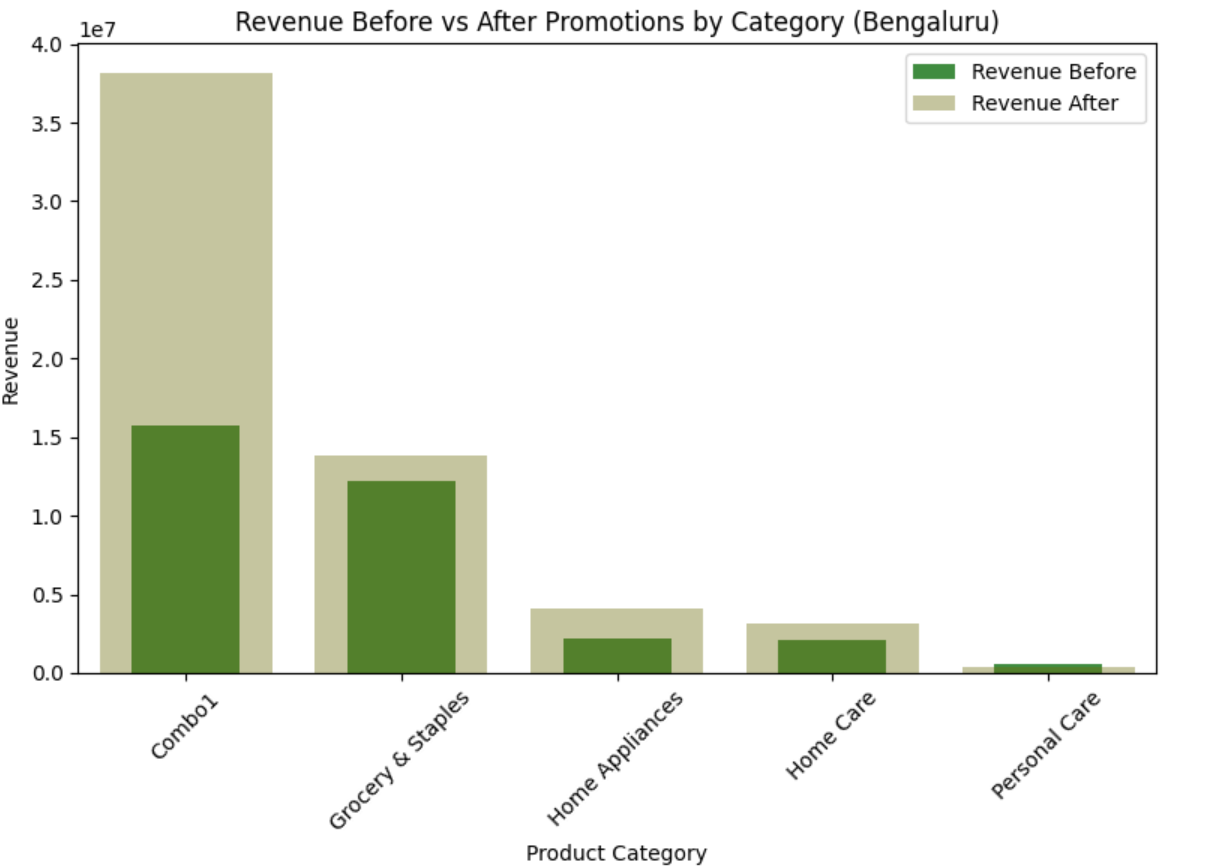 Revenue Before vs After Promotions by Category (Bengaluru)
1e7
4.0
3.5
3.0
2.5
2.0
1.5
1.0
0.5
0.0
Revenue
Revenue Before
Revenue After
Combo1
Grocery & Staples
Home Appliances
Home Care
Personal Care
Product Category